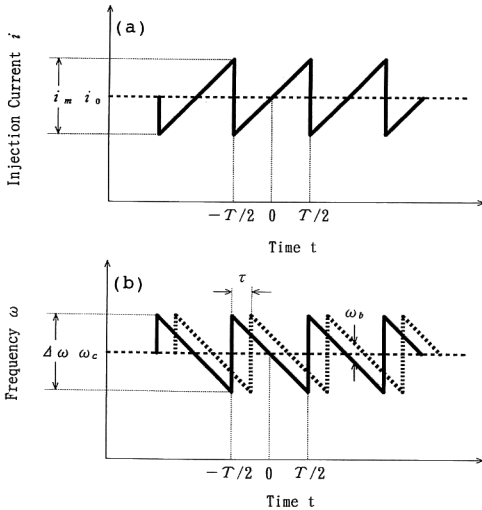 (a)
Injection Current i
i_m i_o
−T/2 0 T/2
Time t
(b)
τ
ω_b
Frequency ω
Δω ω_c
−T/2 0 T/2
Time t